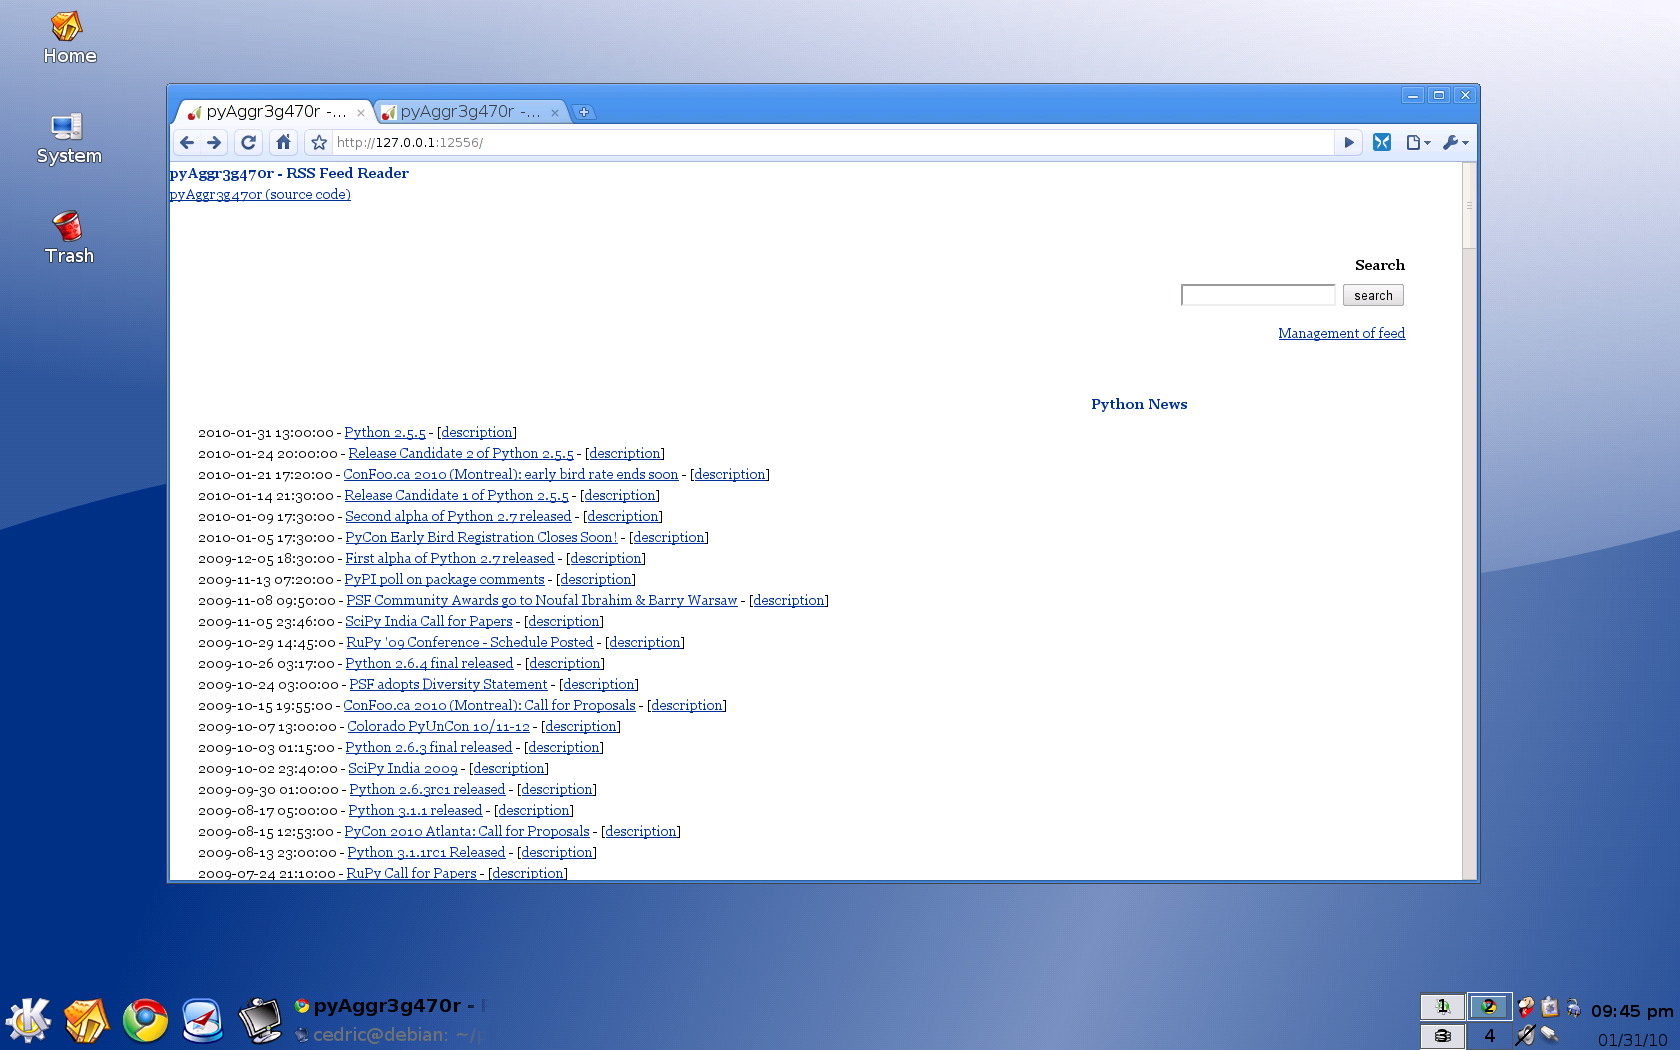 Home
System
Trash
pyAggr3g470r -...
pyAggr3g470r -...
http://127.0.0.1:12556/
pyAggr3g470r - RSS Feed Reader
pyAggr3g470r (source code)
Search
search
Management of feed
Python News
2010-01-31 13:00:00 - Python 2.5.5 - [description]
2010-01-24 20:00:00 - Release Candidate 2 of Python 2.5.5 - [description]
2010-01-21 17:20:00 - ConFoo.ca 2010 (Montreal): early bird rate ends soon - [description]
2010-01-14 21:30:00 - Release Candidate 1 of Python 2.5.5 - [description]
2010-01-09 17:30:00 - Second alpha of Python 2.7 released - [description]
2010-01-05 17:30:00 - PyCon Early Bird Registration Closes Soon! - [description]
2009-12-05 18:30:00 - First alpha of Python 2.7 released - [description]
2009-11-13 07:20:00 - PyPI poll on package comments - [description]
2009-11-08 09:50:00 - PSF Community Awards go to Noufal Ibrahim & Barry Warsaw - [description]
2009-11-05 23:46:00 - SciPy India Call for Papers - [description]
2009-10-29 14:45:00 - RuPy '09 Conference - Schedule Posted - [description]
2009-10-26 03:17:00 - Python 2.6.4 final released - [description]
2009-10-24 03:00:00 - PSF adopts Diversity Statement - [description]
2009-10-15 19:55:00 - ConFoo.ca 2010 (Montreal): Call for Proposals - [description]
2009-10-07 13:00:00 - Colorado PyUnCon 10/11-12 - [description]
2009-10-03 01:15:00 - Python 2.6.3 final released - [description]
2009-10-02 23:40:00 - SciPy India 2009 - [description]
2009-09-30 01:00:00 - Python 2.6.3rc1 released - [description]
2009-08-17 05:00:00 - Python 3.1.1 released - [description]
2009-08-15 12:53:00 - PyCon 2010 Atlanta: Call for Proposals - [description]
2009-08-13 23:00:00 - Python 3.1.1rc1 Released - [description]
2009-07-24 21:10:00 - RuPy Call for Papers - [description]
pyAggr3g470r -
cedric@debian: ~/
1 2
3 4
09:45 pm
01/31/10